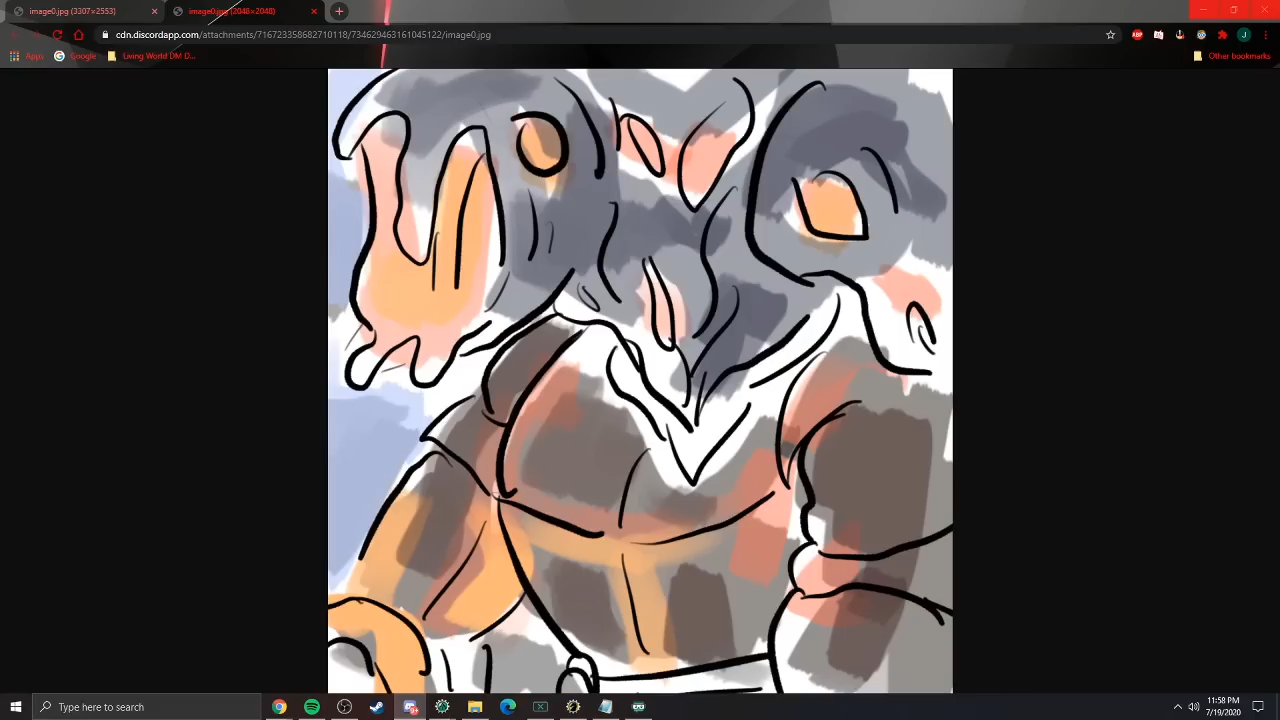 image0.jpg (3307×2553)
image0.jpg (2048×2048)
cdn.discordapp.com/attachments/716723358682710118/734629463161045122/image0.jpg
ABP
J
Apps
Google
Living World DM D...
Other bookmarks
Type here to search
11:58 PM
7/19/2020